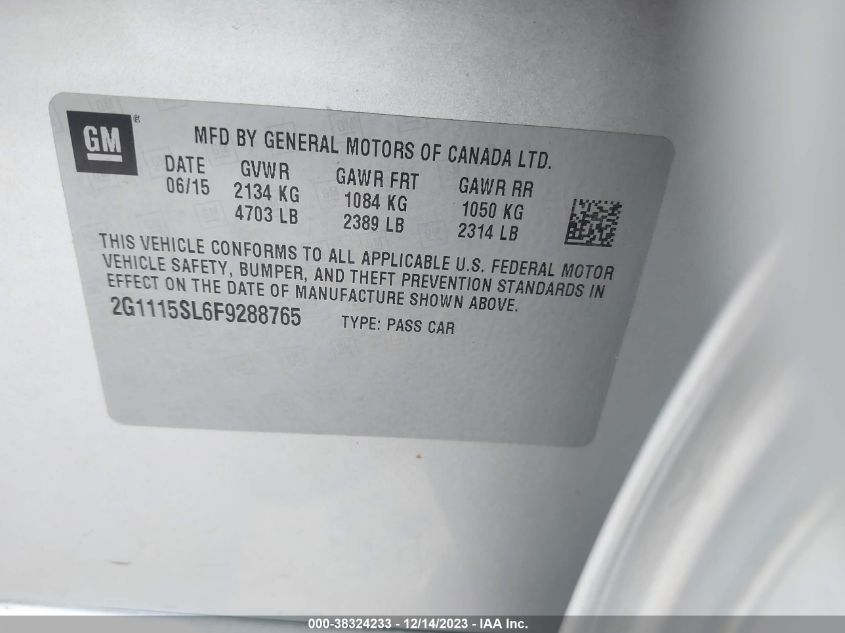 GM ®
MFD BY GENERAL MOTORS OF CANADA LTD.
DATE GVWR GAWR FRT GAWR RR
06/15 2134 KG 1084 KG 1050 KG
4703 LB 2389 LB 2314 LB
THIS VEHICLE CONFORMS TO ALL APPLICABLE U.S. FEDERAL MOTOR
VEHICLE SAFETY, BUMPER, AND THEFT PREVENTION STANDARDS IN
EFFECT ON THE DATE OF MANUFACTURE SHOWN ABOVE.
2G1115SL6F9288765 TYPE: PASS CAR
000-38324233 - 12/14/2023 - IAA Inc.